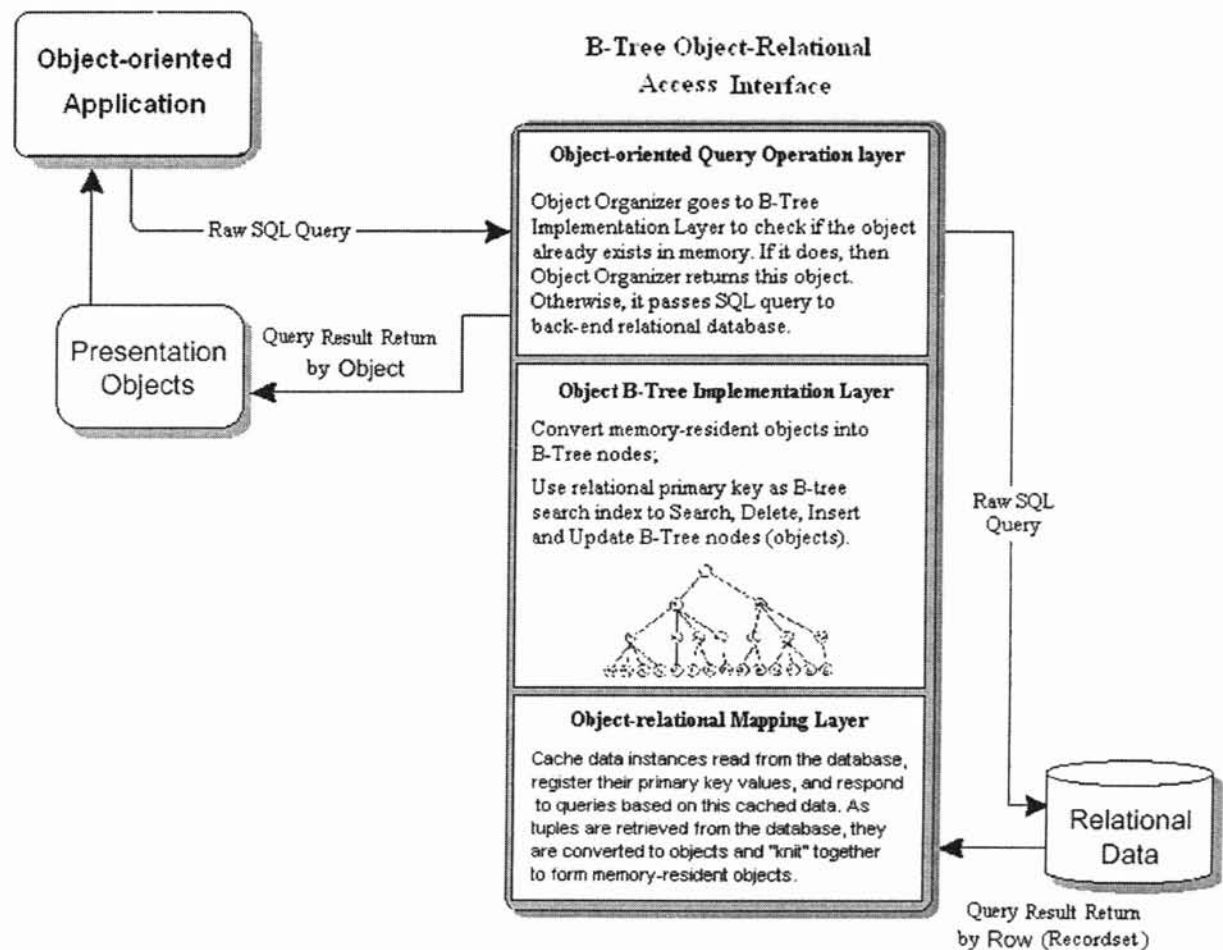 Object-oriented
Application
B-Tree Object-Relational
Access Interface
Raw SQL Query
Presentation
Objects
Query Result Return
by Object
Object-oriented Query Operation layer
Object Organizer goes to B-Tree
Implementation Layer to check if the object
already exists in memory. If it does, then
Object Organizer returns this object.
Otherwise, it passes SQL query to
back-end relational database.
Object B-Tree Implementation Layer
Convert memory-resident objects into
B-Tree nodes;
Use relational primary key as B-tree
search index to Search, Delete, Insert
and Update B-Tree nodes (objects).
Object-relational Mapping Layer
Cache data instances read from the database,
register their primary key values, and respond
to queries based on this cached data. As
tuples are retrieved from the database, they
are converted to objects and "knit" together
to form memory-resident objects.
Raw SQL
Query
Relational
Data
Query Result Return
by Row (Recordset)